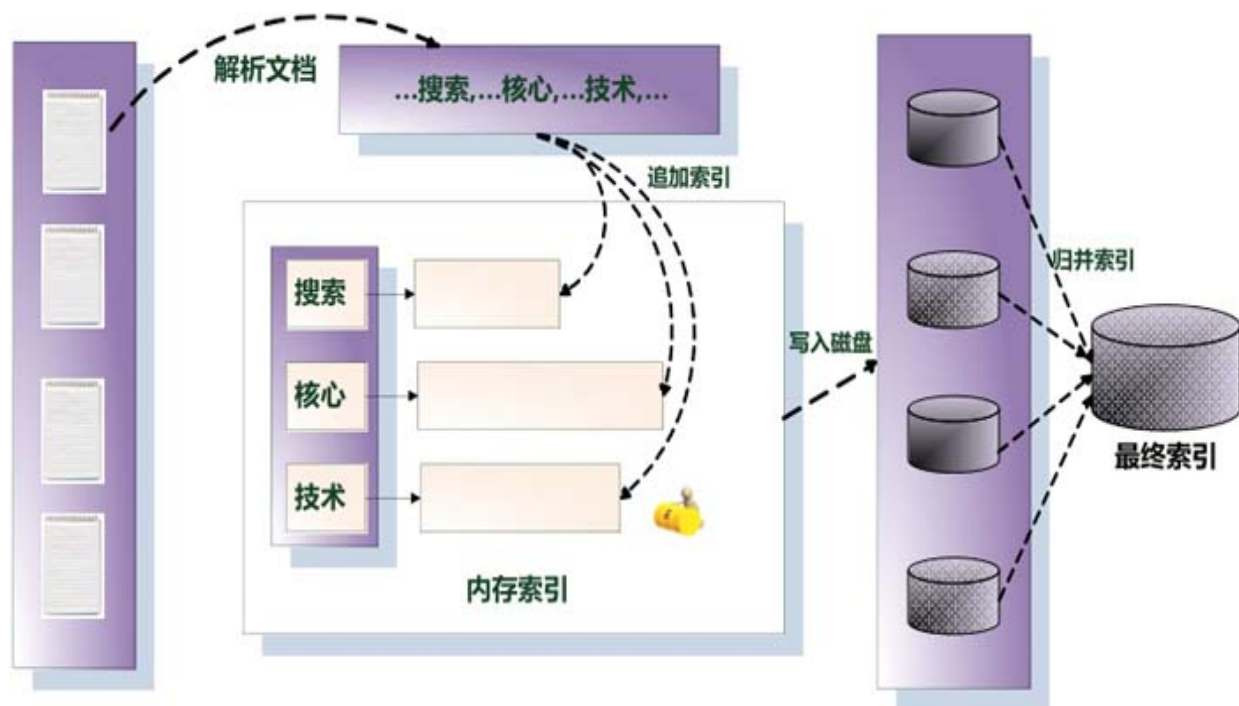 解析文档
...搜索,...核心,...技术,...
追加索引
搜索
核心
技术
内存索引
写入磁盘
归并索引
最终索引